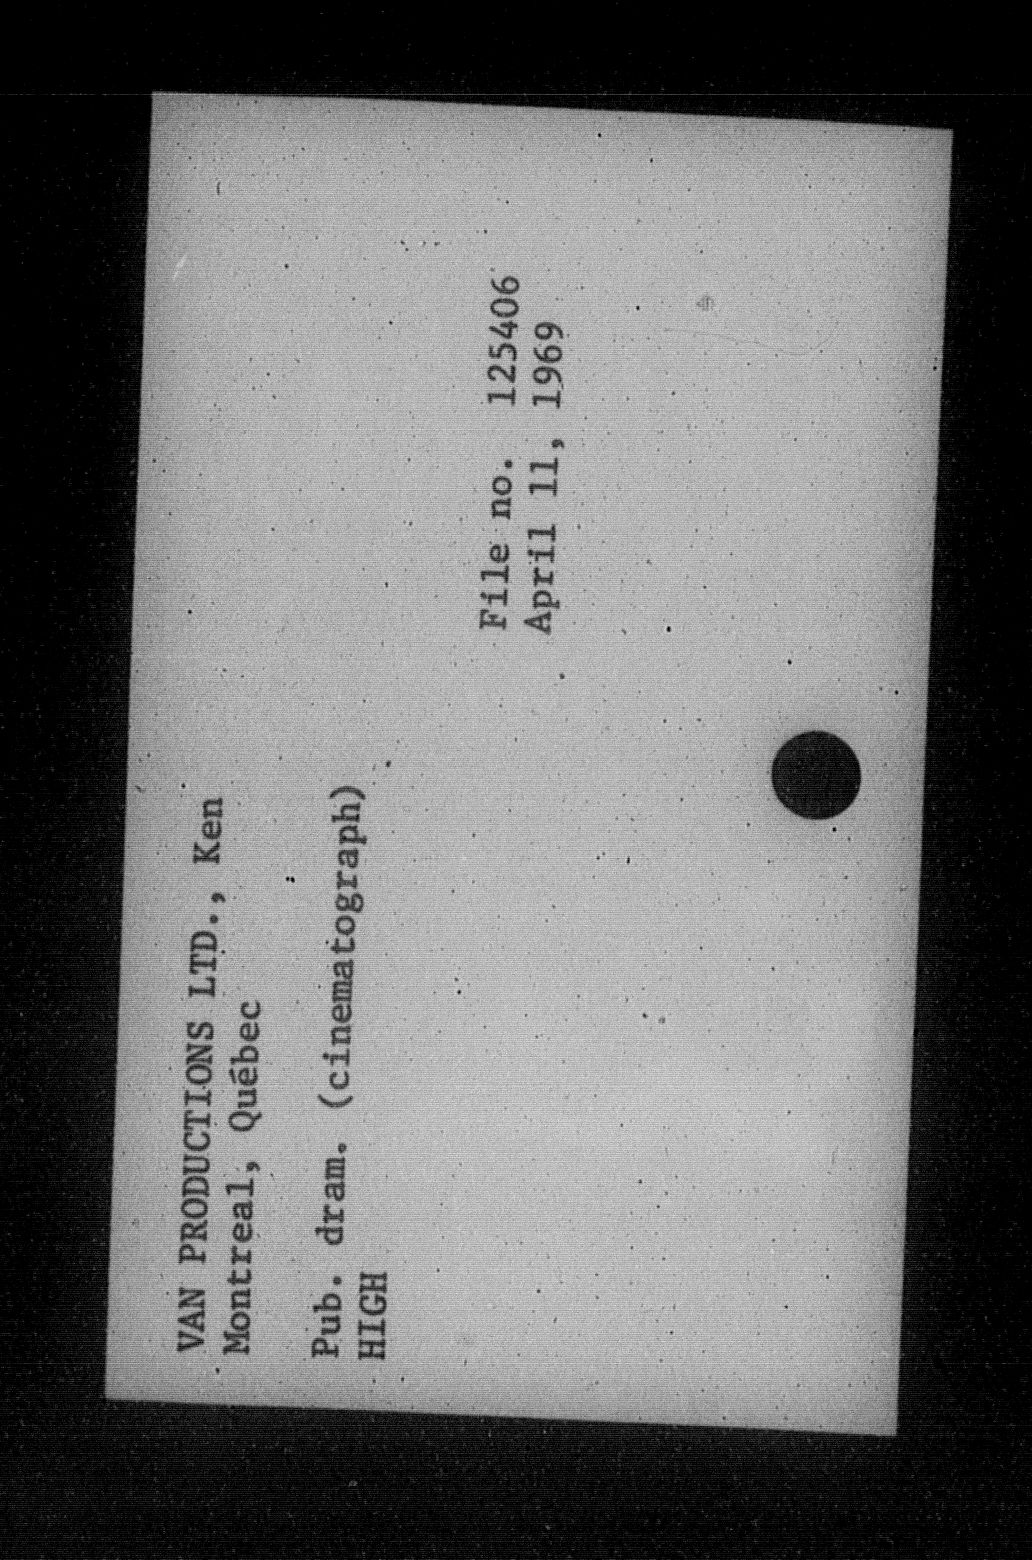 VAN PRODUCTIONS LTD., Ken
Montreal, Québec
Pub. dram. (cinematograph)
HIGH
File no. 125406
April 11, 1969